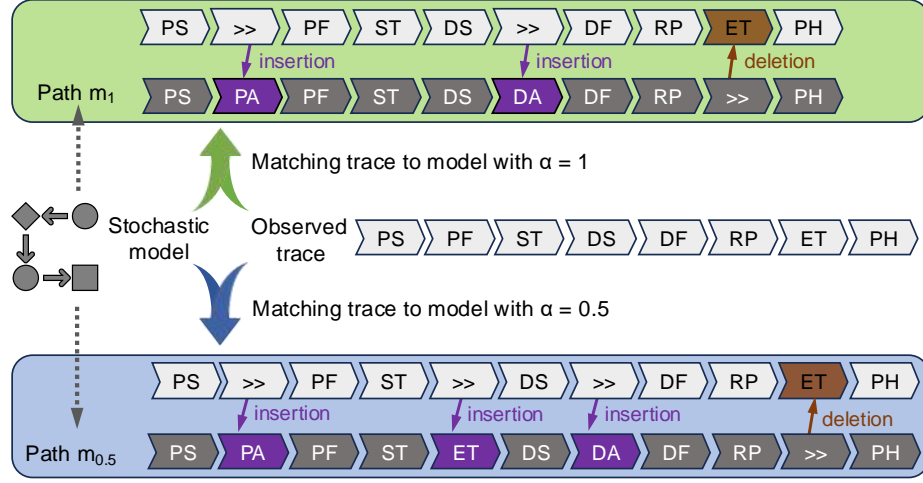 PS >> PF ST DS >> DF RP ET PH
insertion insertion deletion
Path m1
PS PA PF ST DS DA DF RP >> PH
Matching trace to model with α = 1
Stochastic model
Observed trace
PS PF ST DS DF RP ET PH
Matching trace to model with α = 0.5
PS >> PF ST >> DS >> DF RP ET PH
insertion insertion insertion deletion
Path m0.5
PS PA PF ST ET DS DA DF RP >> PH